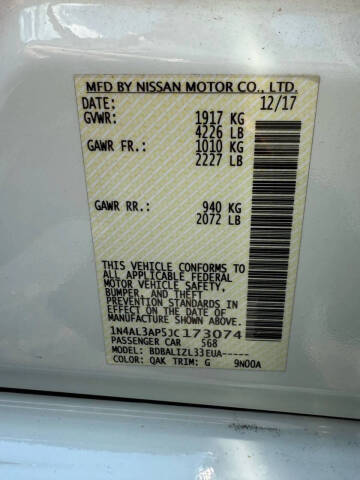 MFD BY NISSAN MOTOR CO., LTD.
DATE: 12/17
GVWR: 1917 KG
4226 LB
GAWR FR.: 1010 KG
2227 LB
GAWR RR.: 940 KG
2072 LB
THIS VEHICLE CONFORMS TO
ALL APPLICABLE FEDERAL
MOTOR VEHICLE SAFETY,
BUMPER, AND THEFT
PREVENTION STANDARDS IN
EFFECT ON THE DATE OF
MANUFACTURE SHOWN ABOVE.
1N4AL3AP5JC173074
PASSENGER CAR 568
MODEL: BDBALIZL33EUA-----
COLOR: QAK TRIM: G 9N00A